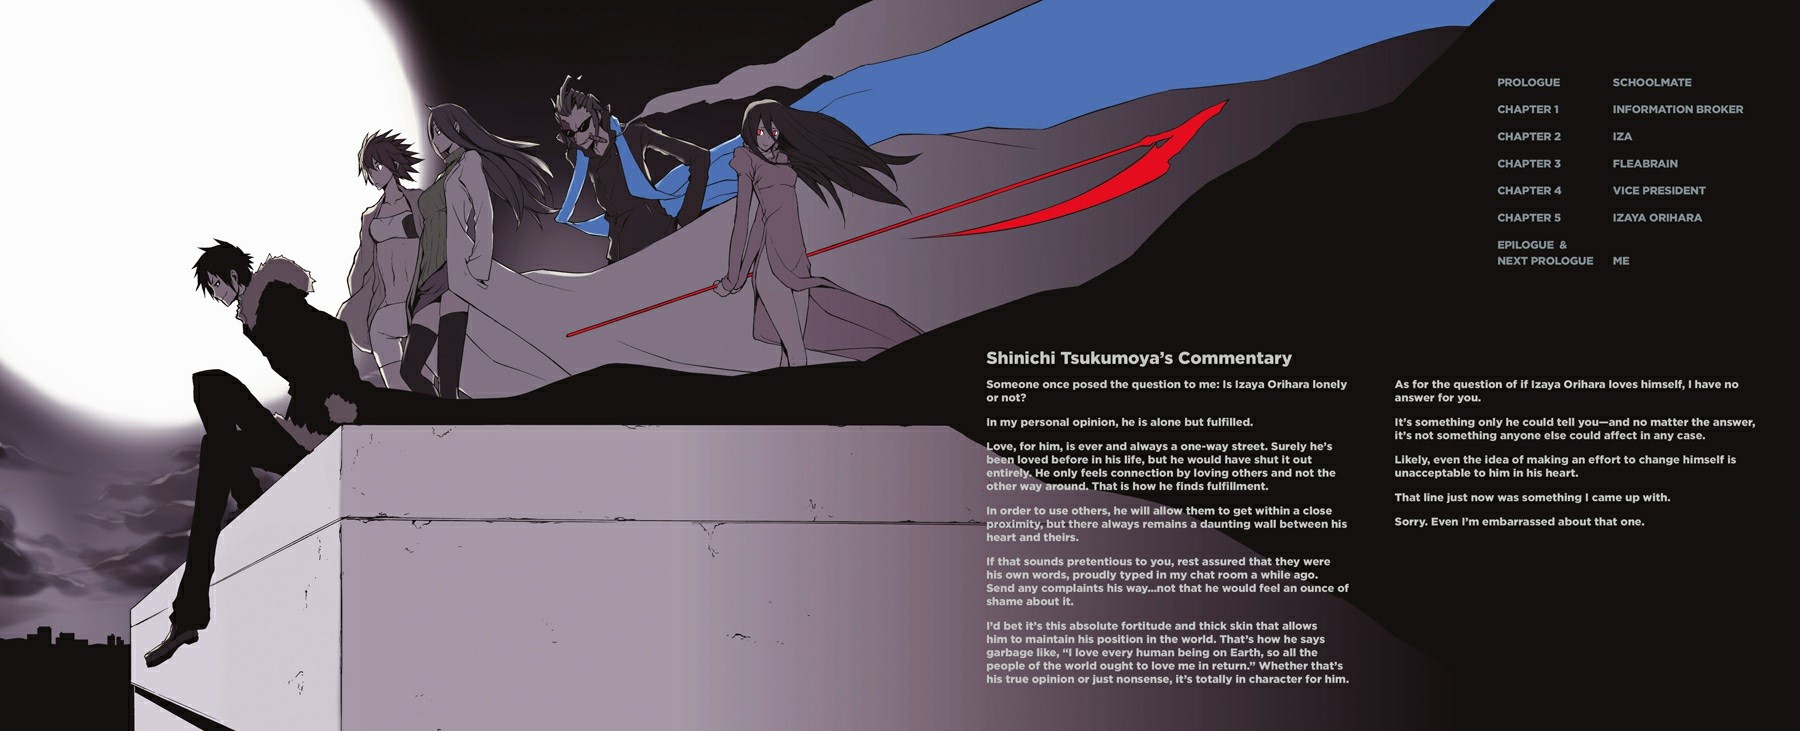 PROLOGUE SCHOOLMATE
CHAPTER 1 INFORMATION BROKER
CHAPTER 2 IZA
CHAPTER 3 FLEABRAIN
CHAPTER 4 VICE PRESIDENT
CHAPTER 5 IZAYA ORIHARA
EPILOGUE &
NEXT PROLOGUE ME
Shinichi Tsukumoya's Commentary
Someone once posed the question to me: Is Izaya Orihara lonely
or not?
In my personal opinion, he is alone but fulfilled.
Love, for him, is ever and always a one-way street. Surely he's
been loved before in his life, but he would have shut it out
entirely. He only feels connection by loving others and not the
other way around. That is how he finds fulfillment.
In order to use others, he will allow them to get within a close
proximity, but there always remains a daunting wall between his
heart and theirs.
If that sounds pretentious to you, rest assured that they were
his own words, proudly typed in my chat room a while ago.
Send any complaints his way...not that he would feel an ounce of
shame about it.
I'd bet it's this absolute fortitude and thick skin that allows
him to maintain his position in the world. That's how he says
garbage like, “I love every human being on Earth, so all the
people of the world ought to love me in return.” Whether that's
his true opinion or just nonsense, it's totally in character for him.
As for the question of if Izaya Orihara loves himself, I have no
answer for you.
It's something only he could tell you—and no matter the answer,
it's not something anyone else could affect in any case.
Likely, even the idea of making an effort to change himself is
unacceptable to him in his heart.
That line just now was something I came up with.
Sorry. Even I'm embarrassed about that one.